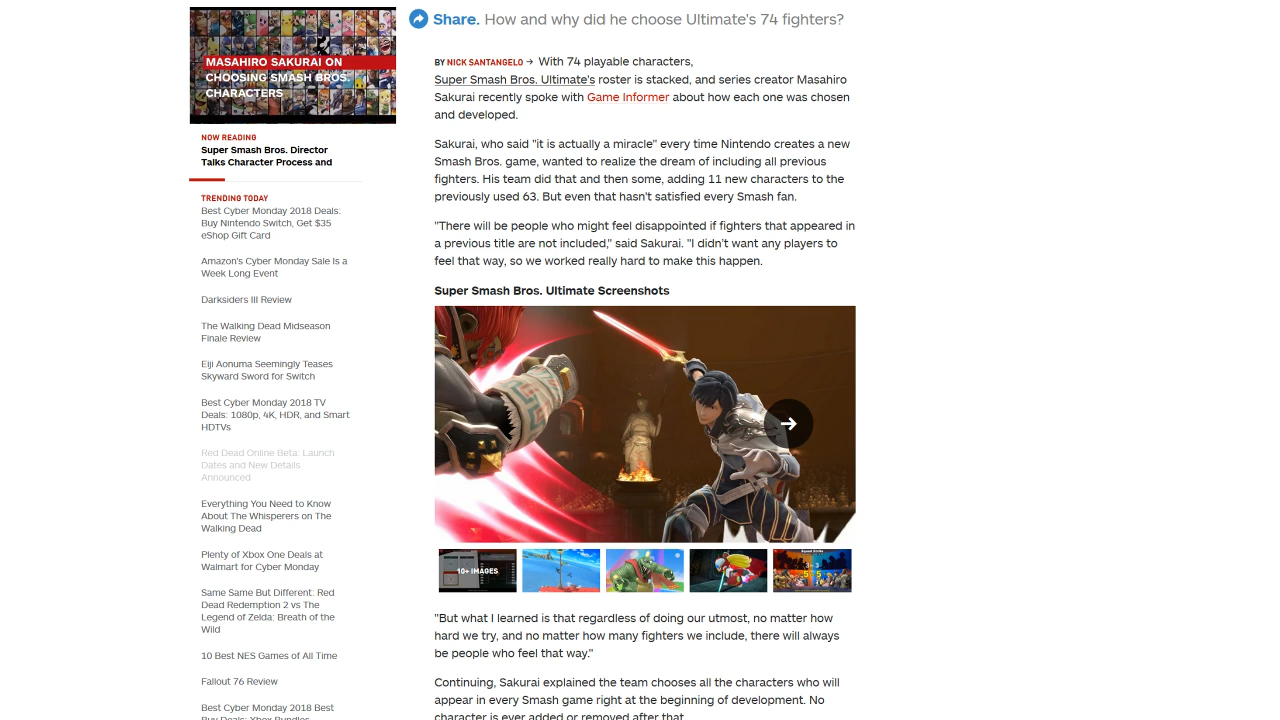 MASAHIRO SAKURAI ON
CHOOSING SMASH BROS.
CHARACTERS
NOW READING
Super Smash Bros. Director
Talks Character Process and
TRENDING TODAY
Best Cyber Monday 2018 Deals:
Buy Nintendo Switch, Get $35
eShop Gift Card
Amazon's Cyber Monday Sale Is a
Week Long Event
Darksiders III Review
The Walking Dead Midseason
Finale Review
Eiji Aonuma Seemingly Teases
Skyward Sword for Switch
Best Cyber Monday 2018 TV
Deals: 1080p, 4K, HDR, and Smart
HDTVs
Red Dead Online Beta: Launch
Dates and New Details
Announced
Everything You Need to Know
About The Whisperers on The
Walking Dead
Plenty of Xbox One Deals at
Walmart for Cyber Monday
Same Same But Different: Red
Dead Redemption 2 vs The
Legend of Zelda: Breath of the
Wild
10 Best NES Games of All Time
Fallout 76 Review
Best Cyber Monday 2018 Best
Buy Deals: Xbox Bundles
Share. How and why did he choose Ultimate's 74 fighters?
BY NICK SANTANGELO → With 74 playable characters,
Super Smash Bros. Ultimate's roster is stacked, and series creator Masahiro
Sakurai recently spoke with Game Informer about how each one was chosen
and developed.
Sakurai, who said "it is actually a miracle" every time Nintendo creates a new
Smash Bros. game, wanted to realize the dream of including all previous
fighters. His team did that and then some, adding 11 new characters to the
previously used 63. But even that hasn't satisfied every Smash fan.
"There will be people who might feel disappointed if fighters that appeared in
a previous title are not included," said Sakurai. "I didn't want any players to
feel that way, so we worked really hard to make this happen.
Super Smash Bros. Ultimate Screenshots
10+ IMAGES
Squad Strike
3 - 3
5 5
"But what I learned is that regardless of doing our utmost, no matter how
hard we try, and no matter how many fighters we include, there will always
be people who feel that way."
Continuing, Sakurai explained the team chooses all the characters who will
appear in every Smash game right at the beginning of development. No
character is ever added or removed after that.